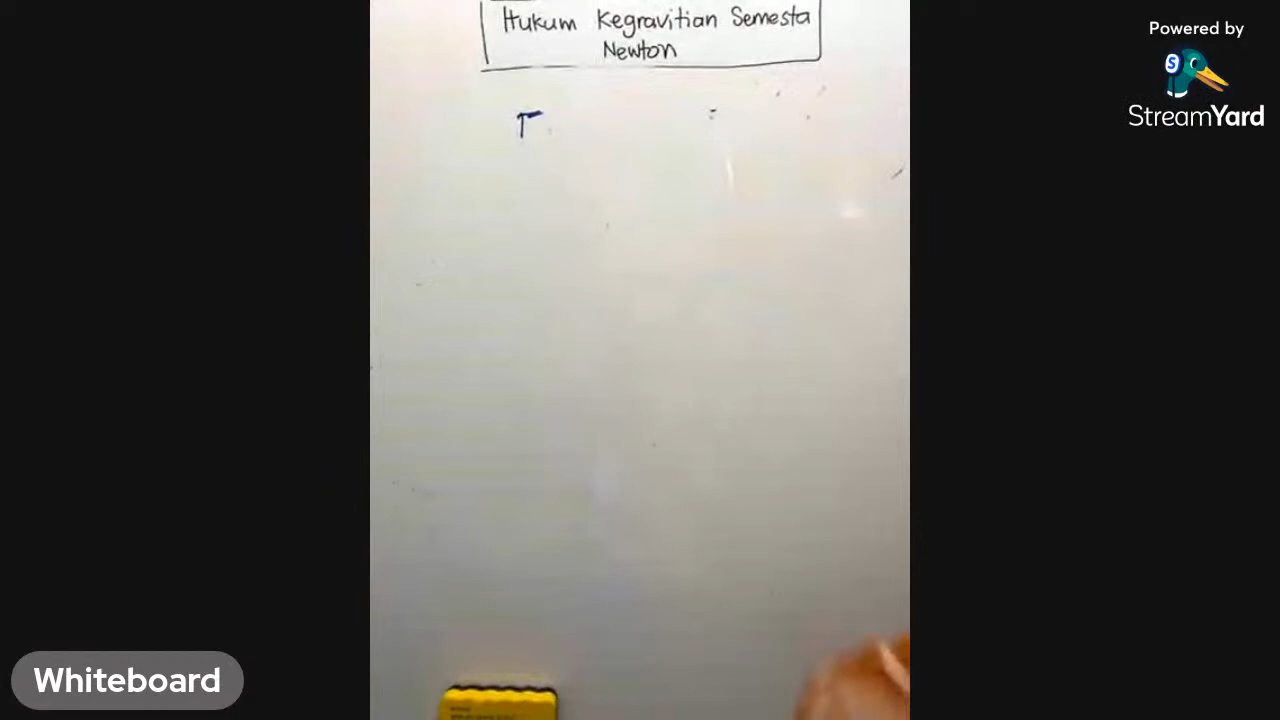 Hukum Kegravitian Semesta
Newton
Powered by
StreamYard
Whiteboard